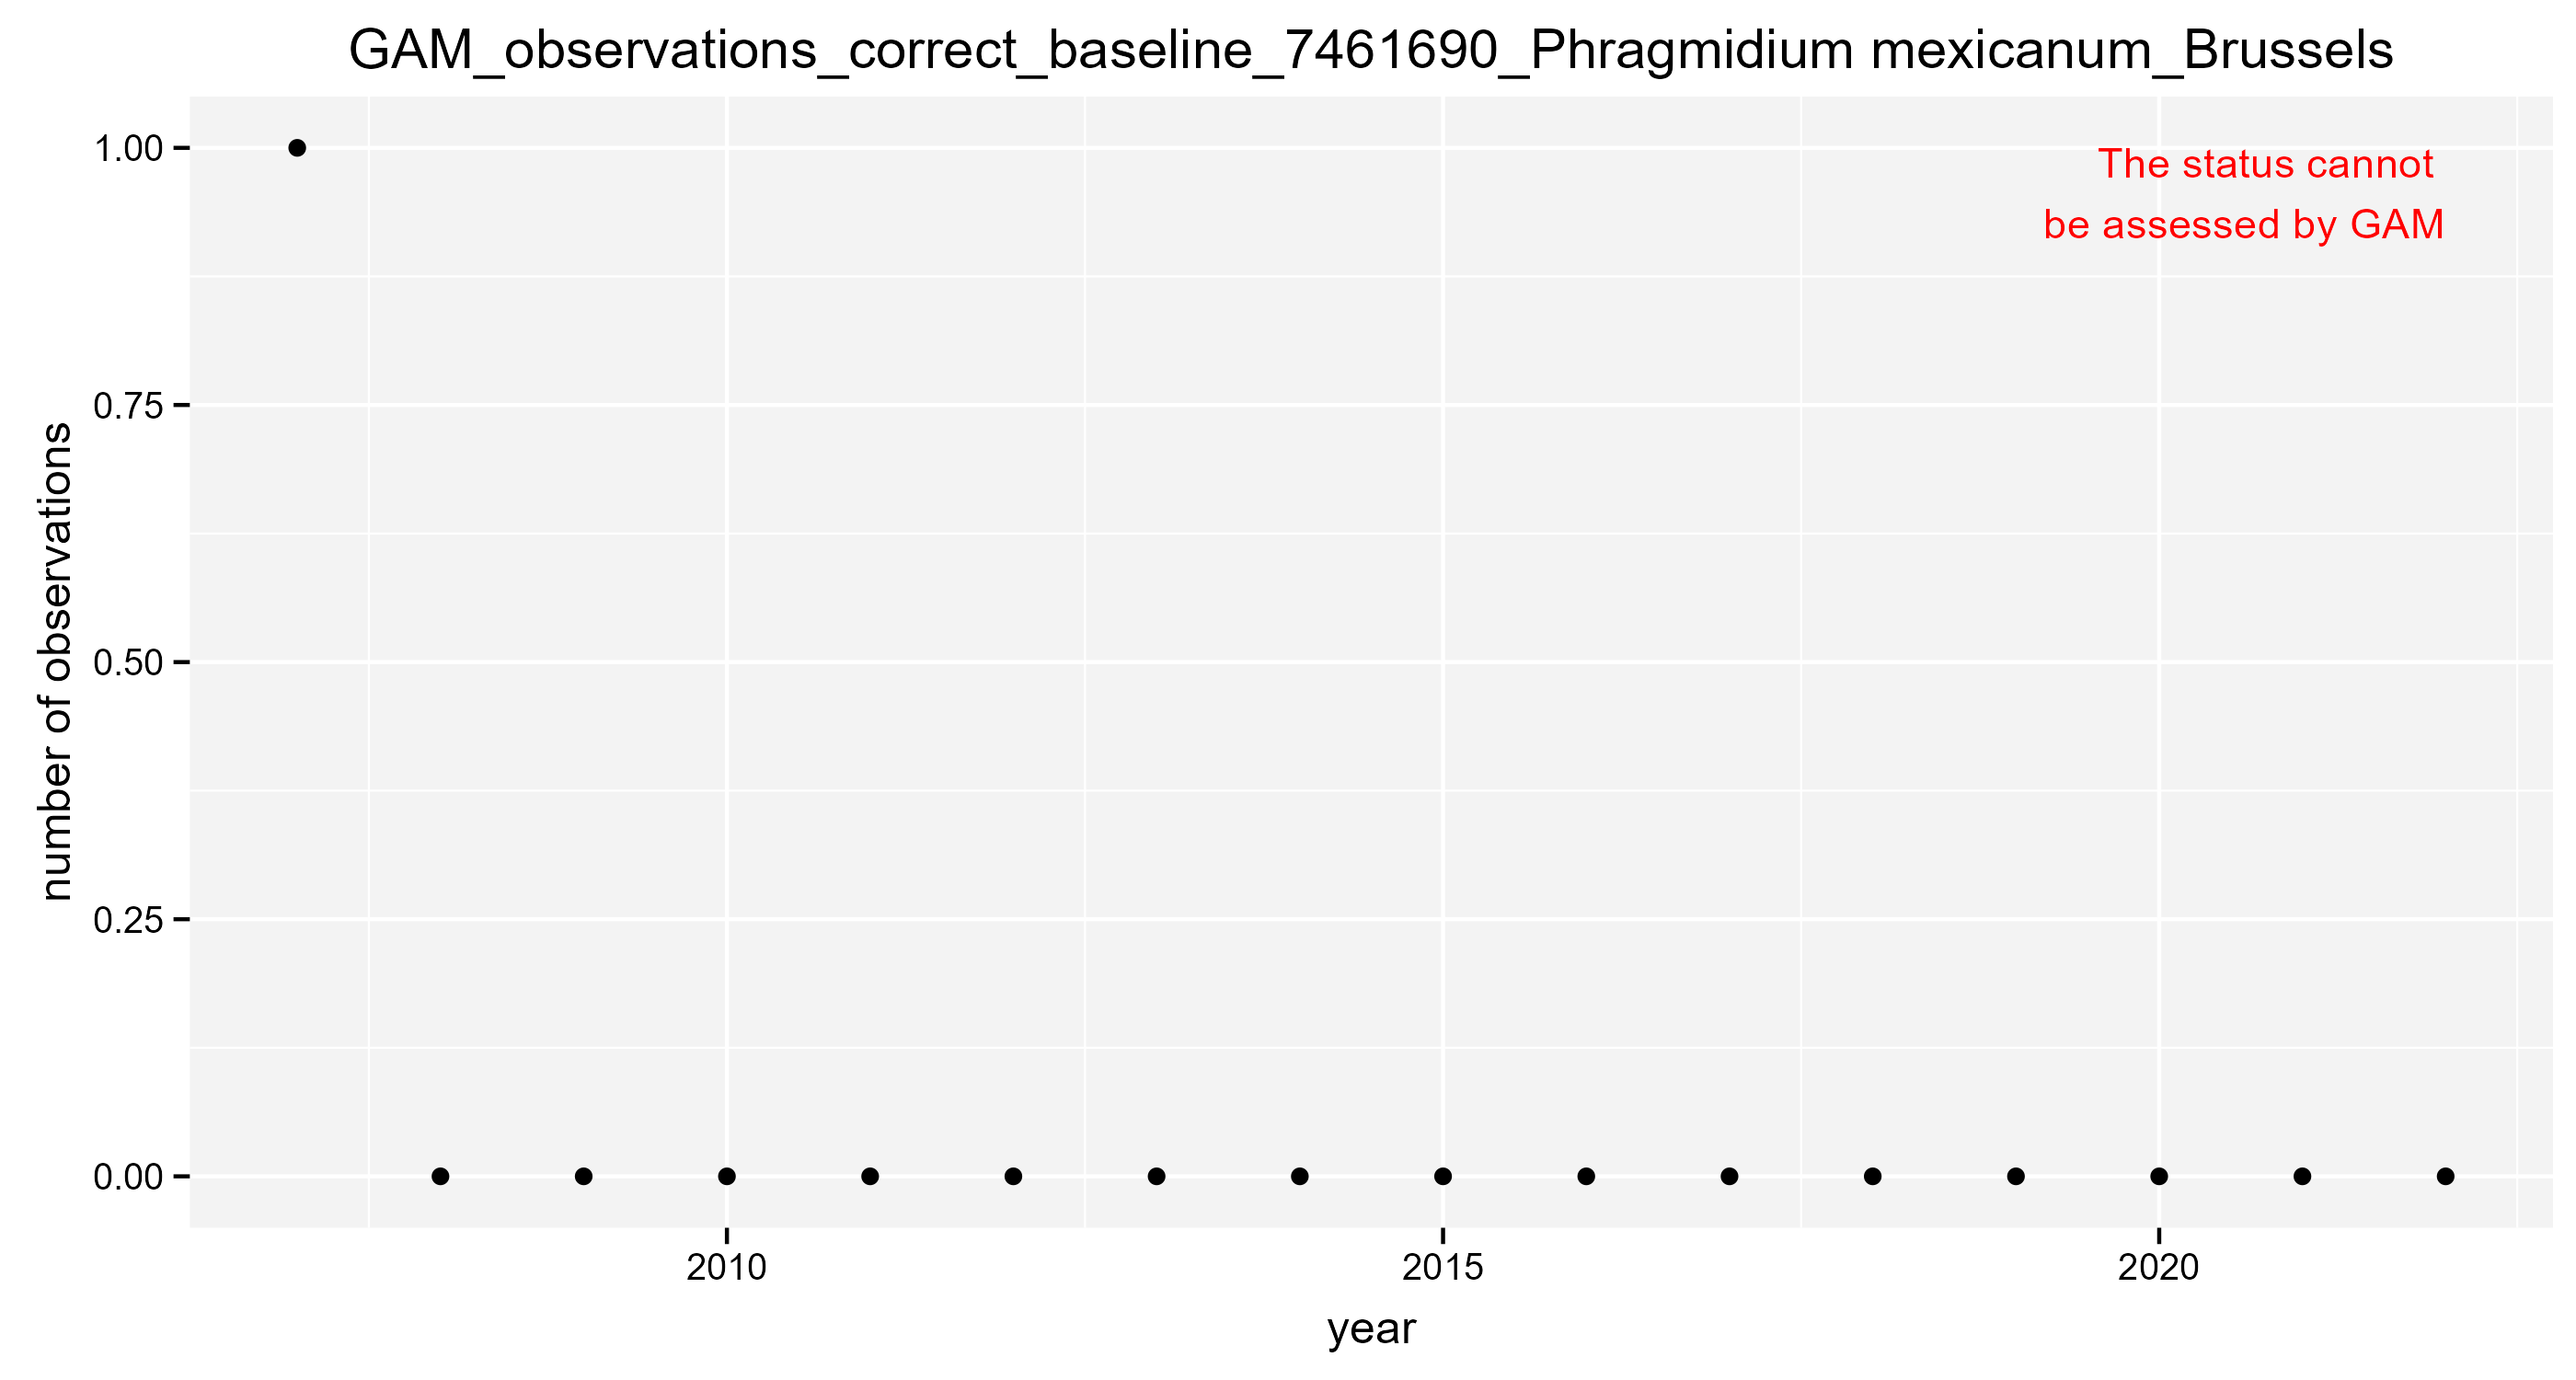 GAM_observations_correct_baseline_7461690_Phragmidium mexicanum_Brussels
The status cannot
be assessed by GAM
number of observations
1.00
0.75
0.50
0.25
0.00
2010
2015
2020
year